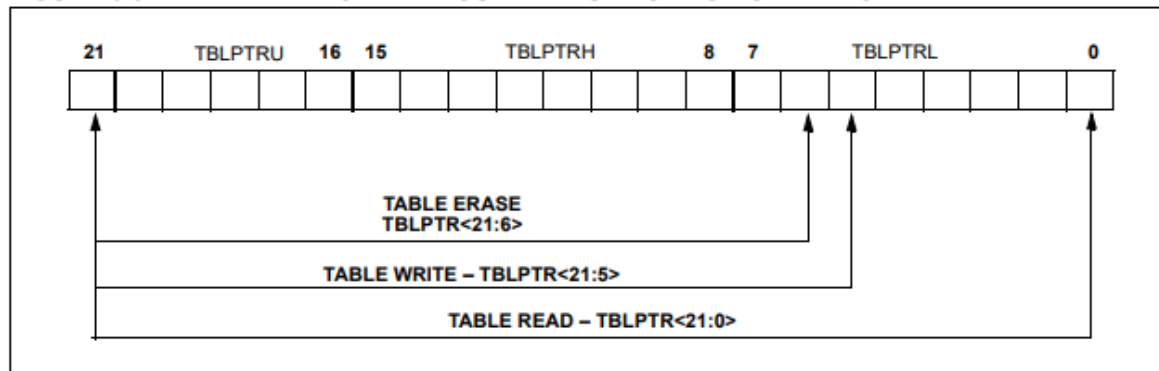 21 TBLPTRU 16 15 TBLPTRH 8 7 TBLPTRL 0
TABLE ERASE
TBLPTR<21:6>
TABLE WRITE – TBLPTR<21:5>
TABLE READ – TBLPTR<21:0>